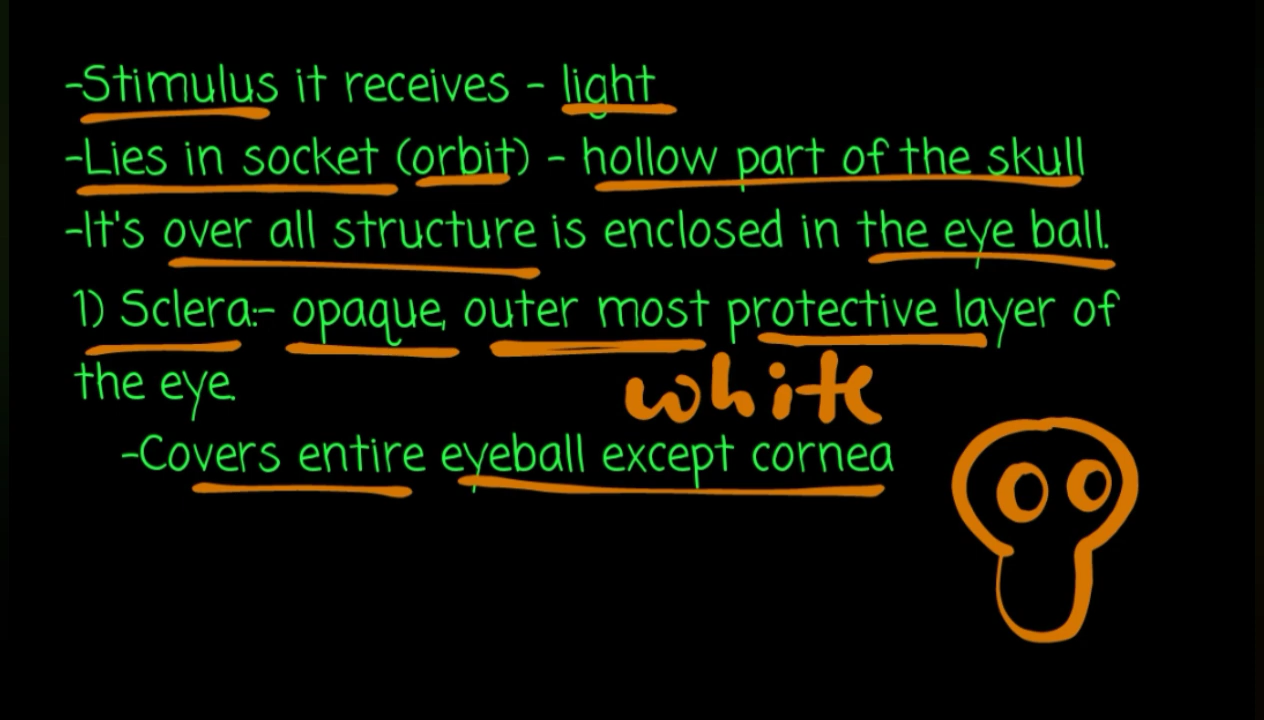 -Stimulus it receives - light
-Lies in socket (orbit) - hollow part of the skull
-It's over all structure is enclosed in the eye ball.
1) Sclera:- opaque, outer most protective layer of
the eye.
white
-Covers entire eyeball except cornea